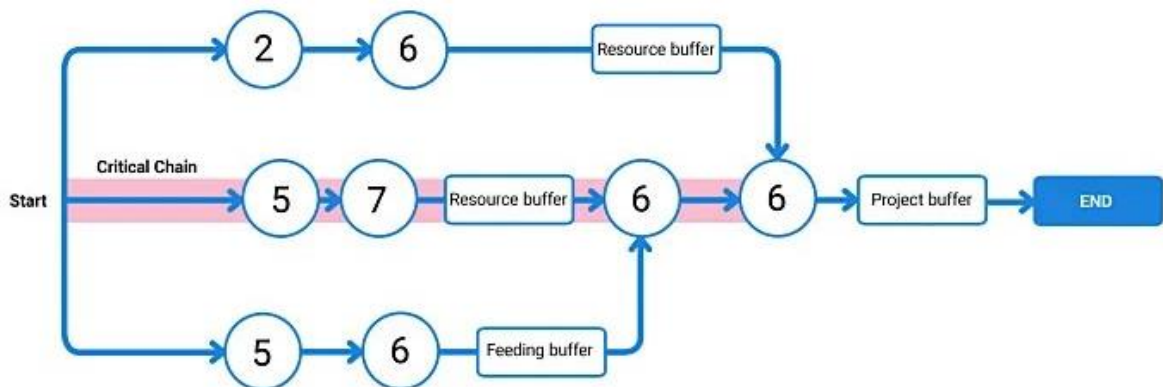 2
6
Resource buffer
Critical Chain
Start
5
7
Resource buffer
6
6
Project buffer
END
5
6
Feeding buffer